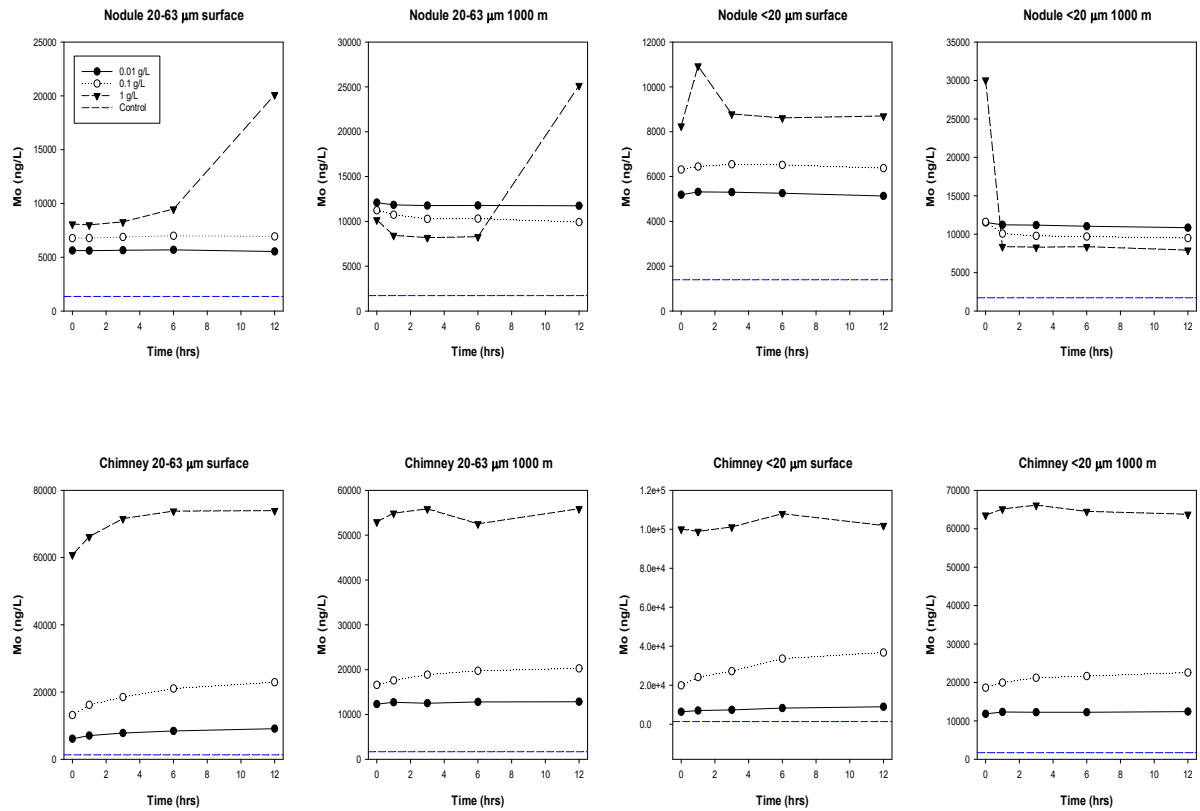 Nodule 20-63 μm surface
Mo (ng/L)
25000
20000
15000
10000
5000
0
0 2 4 6 8 10 12
Time (hrs)
0.01 g/L
0.1 g/L
1 g/L
Control
Nodule 20-63 μm 1000 m
Mo (ng/L)
30000
25000
20000
15000
10000
5000
0
0 2 4 6 8 10 12
Time (hrs)
Nodule <20 μm surface
Mo (ng/L)
12000
10000
8000
6000
4000
2000
0
0 2 4 6 8 10 12
Time (hrs)
Nodule <20 μm 1000 m
Mo (ng/L)
35000
30000
25000
20000
15000
10000
5000
0
0 2 4 6 8 10 12
Time (hrs)
Chimney 20-63 μm surface
Mo (ng/L)
80000
60000
40000
20000
0
0 2 4 6 8 10 12
Time (hrs)
Chimney 20-63 μm 1000 m
Mo (ng/L)
60000
50000
40000
30000
20000
10000
0
0 2 4 6 8 10 12
Time (hrs)
Chimney <20 μm surface
Mo (ng/L)
1.2e+5
1.0e+5
8.0e+4
6.0e+4
4.0e+4
2.0e+4
0.0
0 2 4 6 8 10 12
Time (hrs)
Chimney <20 μm 1000 m
Mo (ng/L)
70000
60000
50000
40000
30000
20000
10000
0
0 2 4 6 8 10 12
Time (hrs)